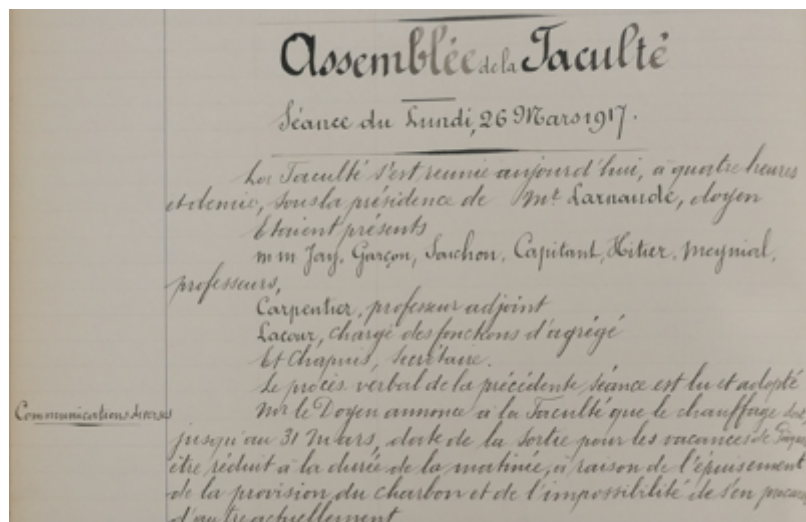 Assemblée de la Faculté
Séance du Lundi, 26 Mars 1917.
La Faculté s'est réunie aujourd'hui, à quatre heures
et demie, sous la présidence de Mr Larnaude, doyen
Etaient présents
MM Jay, Garçon, Souchon, Capitant, Hitier, Meynial,
professeurs,
Carpentier, professeur adjoint
Lacour, chargé des fonctions d'agrégé
Et Chapuis, secrétaire.
Le procès verbal de la précédente séance est lu et adopté
Communications diverses
Mr le Doyen annonce à la Faculté que le chauffage doit,
jusqu'au 31 Mars, date de la sortie pour les vacances de Pâques
être réduit à la durée de la matinée, à raison de l'épuisement
de la provision du charbon et de l'impossibilité de s'en procurer
d'autre actuellement